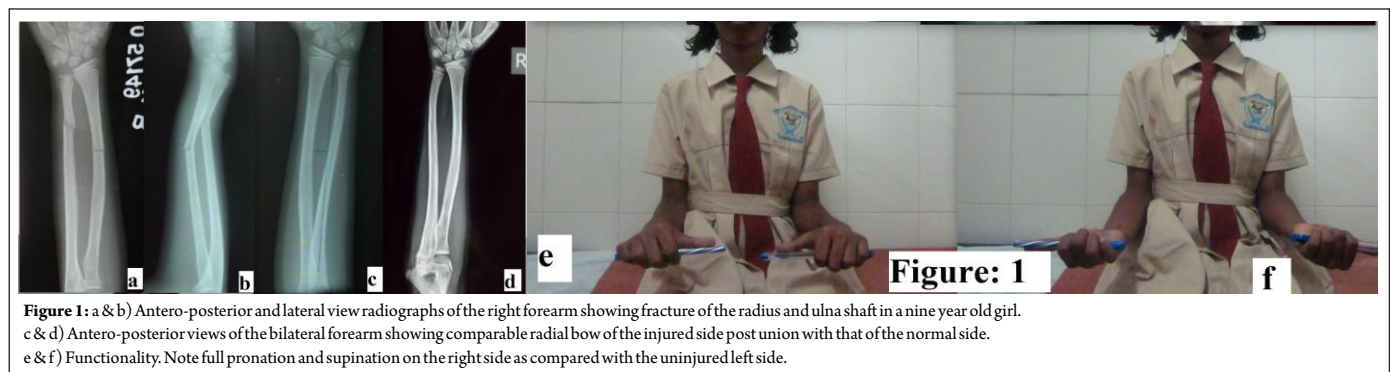 0 57149
a
a
b
c
d
R
e
Figure: 1
f
Figure 1: a & b) Antero-posterior and lateral view radiographs of the right forearm showing fracture of the radius and ulna shaft in a nine year old girl.
c & d) Antero-posterior views of the bilateral forearm showing comparable radial bow of the injured side post union with that of the normal side.
e & f) Functionality. Note full pronation and supination on the right side as compared with the uninjured left side.